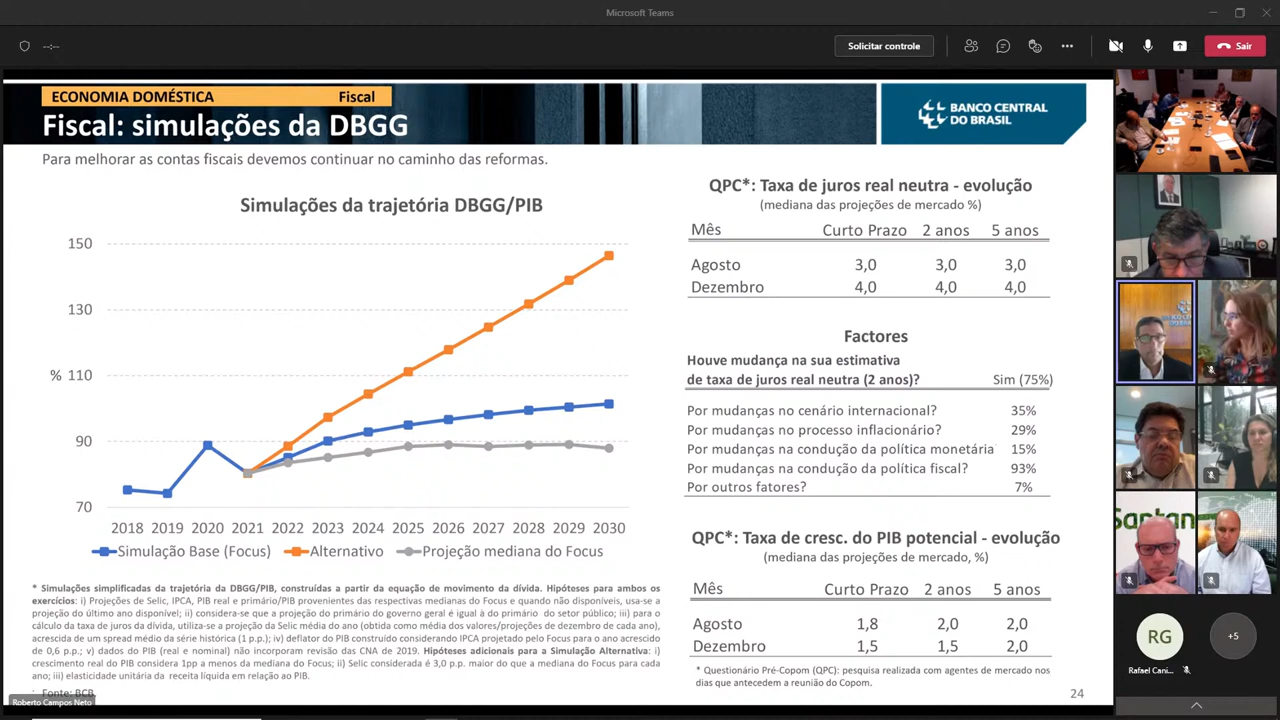 Microsoft Teams
--:--
Solicitar controle
Sair
ECONOMIA DOMÉSTICA Fiscal
Fiscal: simulações da DBGG
BANCO CENTRAL
DO BRASIL
Para melhorar as contas fiscais devemos continuar no caminho das reformas.
Simulações da trajetória DBGG/PIB
150
130
% 110
90
70
2018 2019 2020 2021 2022 2023 2024 2025 2026 2027 2028 2029 2030
Simulação Base (Focus) Alternativo Projeção mediana do Focus
* Simulações simplificadas da trajetória da DBGG/PIB, construídas a partir da equação de movimento da dívida. Hipóteses para ambos os
exercícios: i) Projeções de Selic, IPCA, PIB real e primário/PIB provenientes das respectivas medianas do Focus e quando não disponíveis, usa-se a
projeção do último ano disponível; ii) considera-se que a projeção do primário do governo geral é igual à do primário do setor público; iii) para o
cálculo da taxa de juros da dívida, utiliza-se a projeção da Selic média do ano (obtida como média dos valores/projeções de dezembro de cada ano),
acrescida de um spread médio da série histórica (1 p.p.); iv) deflator do PIB construído considerando IPCA projetado pelo Focus para o ano acrescido
de 0,6 p.p.; v) dados do PIB (real e nominal) não incorporam revisão das CNA de 2019. Hipóteses adicionais para a Simulação Alternativa: i)
crescimento real do PIB considera 1pp a menos da mediana do Focus; ii) Selic considerada é 3,0 p.p. maior do que a mediana do Focus para cada
ano; iii) elasticidade unitária da receita líquida em relação ao PIB.
Fonte: BCB.
Roberto Campos Neto
QPC*: Taxa de juros real neutra - evolução
(mediana das projeções de mercado %)
Mês Curto Prazo 2 anos 5 anos
Agosto 3,0 3,0 3,0
Dezembro 4,0 4,0 4,0
Factores
Houve mudança na sua estimativa
de taxa de juros real neutra (2 anos)? Sim (75%)
Por mudanças no cenário internacional? 35%
Por mudanças no processo inflacionário? 29%
Por mudanças na condução da política monetária 15%
Por mudanças na condução da política fiscal? 93%
Por outros fatores? 7%
QPC*: Taxa de cresc. do PIB potencial - evolução
(mediana das projeções de mercado, %)
Mês Curto Prazo 2 anos 5 anos
Agosto 1,8 2,0 2,0
Dezembro 1,5 1,5 2,0
* Questionário Pré-Copom (QPC): pesquisa realizada com agentes de mercado nos
dias que antecedem a reunião do Copom.
24
Santan
RG
+5
Rafael Cani...